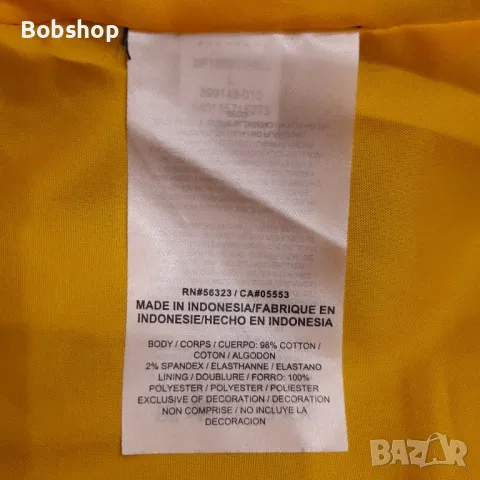 Bobshop
RN#56323 / CA#05553
MADE IN INDONESIA/FABRIQUE EN
INDONESIE/HECHO EN INDONESIA
BODY / CORPS / CUERPO: 98% COTTON /
COTON / ALGODON
2% SPANDEX / ELASTHANNE / ELASTANO
LINING / DOUBLURE / FORRO: 100%
POLYESTER / POLYESTER / POLIESTER
EXCLUSIVE OF DECORATION / DECORATION
NON COMPRISE / NO INCLUYE LA
DECORACION
BAZAR